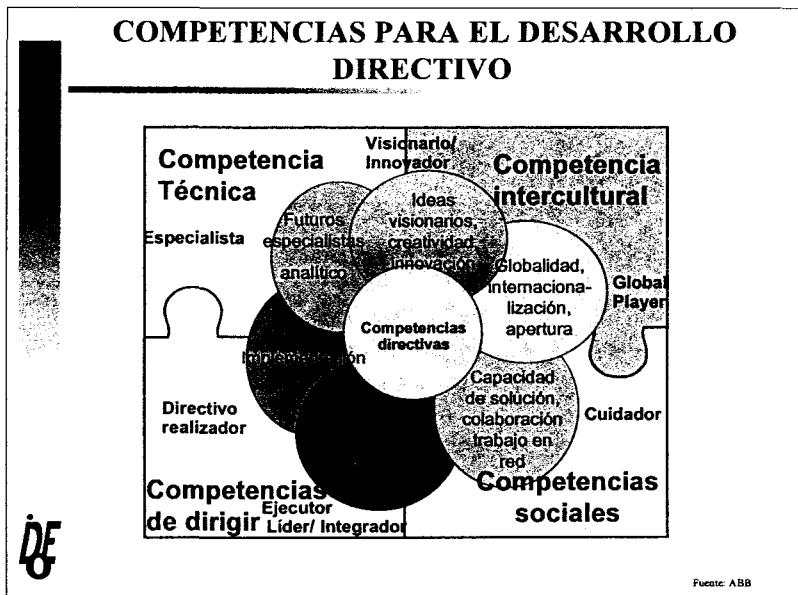 COMPETENCIAS PARA EL DESARROLLO
DIRECTIVO
Competencia
Técnica
Visionario/
Innovador
Competencia
intercultural
Especialista
Futuros
especialistas
analítico
Ideas
visionarios,
creatividad
innovación
Globalidad,
internaciona-
lización,
apertura
Global
Player
Competencias
directivas
Implementación
Capacidad
de solución,
colaboración
trabajo en
red
Directivo
realizador
Cuidador
Competencias
de dirigir
Ejecutor
Líder/ Integrador
Competencias
sociales
Fuente: ABB